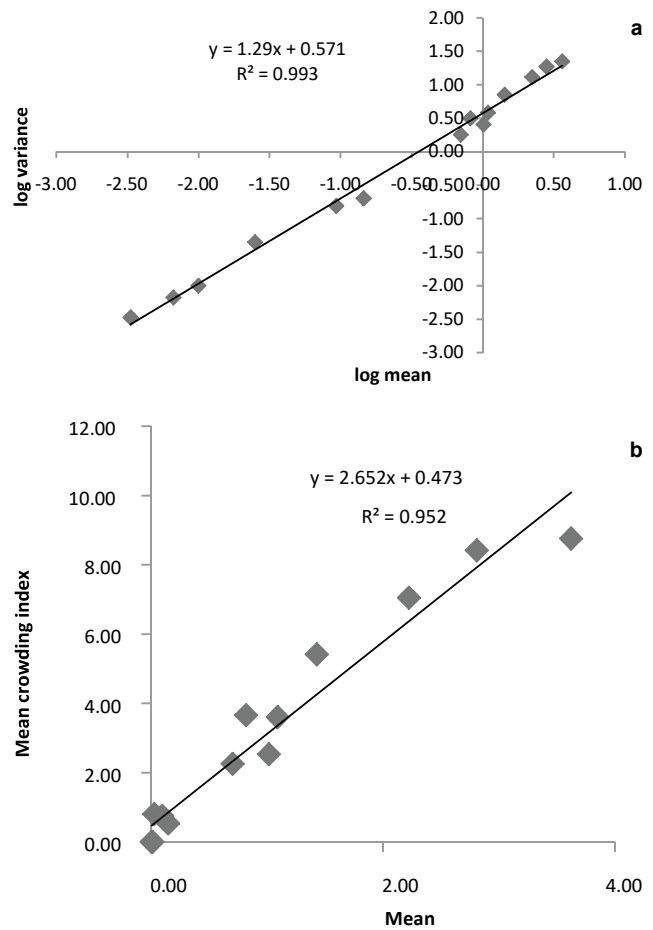 2.00
a
y = 1.29x + 0.571
R² = 0.993
1.50
1.00
0.50
0.00
-3.00 -2.50 -2.00 -1.50 -1.00 -0.50 0.00 0.50 1.00
-0.50
-1.00
-1.50
-2.00
-2.50
-3.00
log variance
log mean
12.00
b
y = 2.652x + 0.473
R² = 0.952
10.00
8.00
6.00
4.00
2.00
0.00
Mean crowding index
0.00 2.00 4.00
Mean